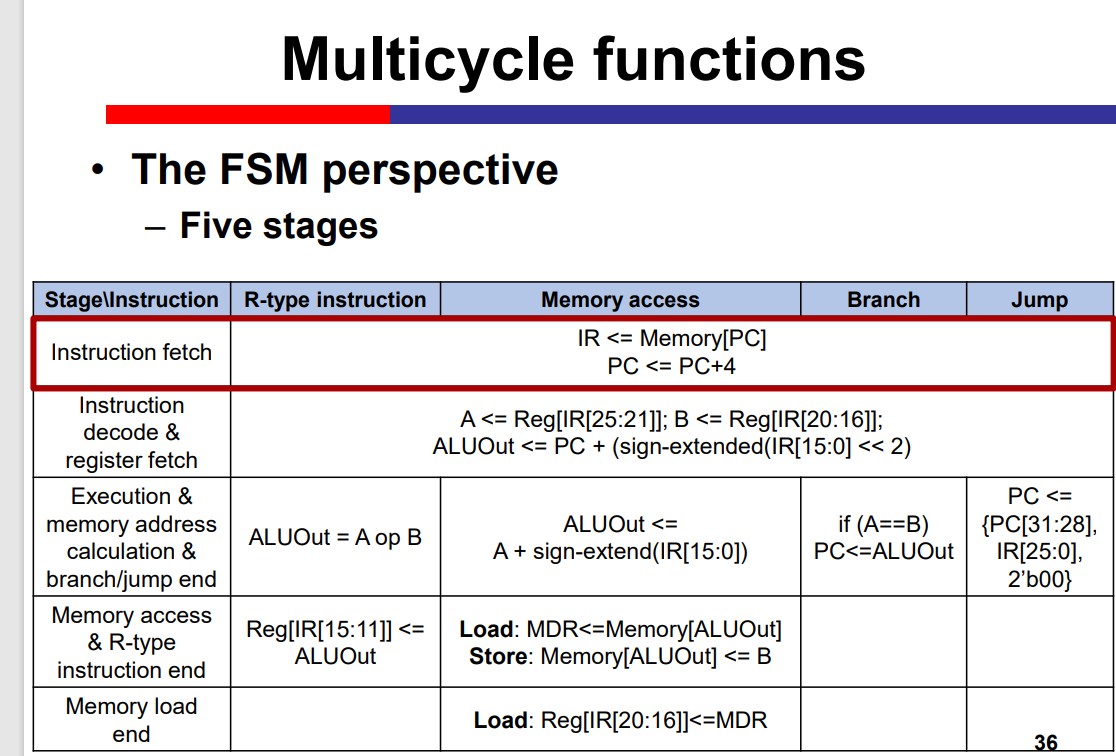 Multicycle functions
• The FSM perspective
– Five stages
Stage\Instruction R-type instruction Memory access Branch Jump
Instruction fetch
IR <= Memory[PC]
PC <= PC+4
Instruction
decode &
register fetch
A <= Reg[IR[25:21]]; B <= Reg[IR[20:16]];
ALUOut <= PC + (sign-extended(IR[15:0] << 2)
Execution &
memory address
calculation &
branch/jump end
ALUOut = A op B
ALUOut <=
A + sign-extend(IR[15:0])
if (A==B)
PC<=ALUOut
PC <=
{PC[31:28],
IR[25:0],
2’b00}
Memory access
& R-type
instruction end
Reg[IR[15:11]] <=
ALUOut
Load: MDR<=Memory[ALUOut]
Store: Memory[ALUOut] <= B
Memory load
end
Load: Reg[IR[20:16]]<=MDR
36